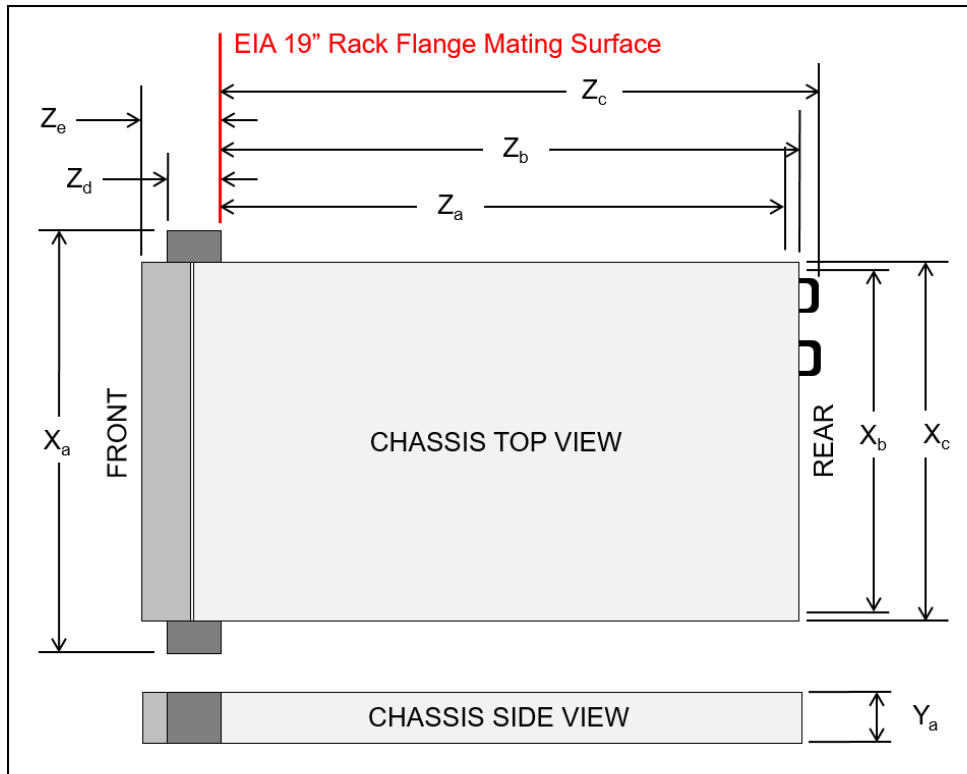 EIA 19” Rack Flange Mating Surface
Zc
Ze
Zb
Zd
Za
Xa
FRONT
CHASSIS TOP VIEW
REAR
Xb
Xc
CHASSIS SIDE VIEW
Ya